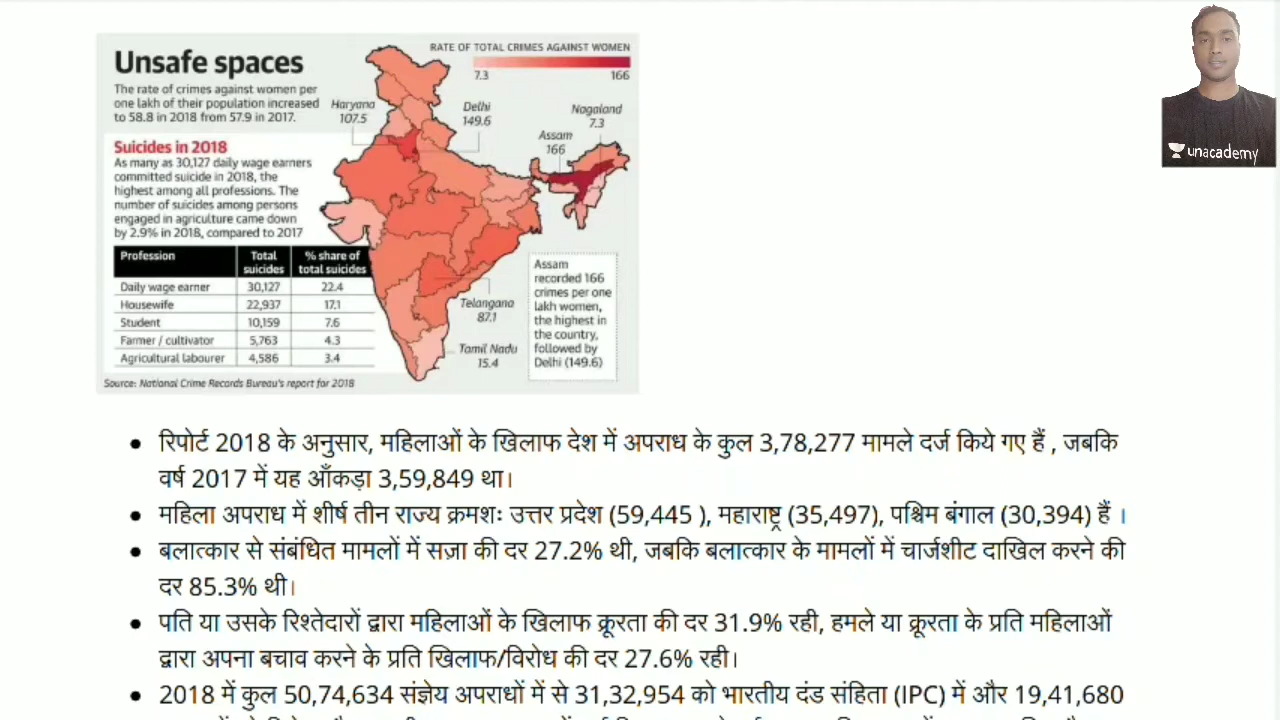 Unsafe spaces
The rate of crimes against women per
one lakh of their population increased
to 58.8 in 2018 from 57.9 in 2017.
Suicides in 2018
As many as 30,127 daily wage earners
committed suicide in 2018, the
highest among all professions. The
number of suicides among persons
engaged in agriculture came down
by 2.9% in 2018, compared to 2017
Profession Total suicides % share of total suicides
Daily wage earner 30,127 22.4
Housewife 22,937 17.1
Student 10,159 7.6
Farmer / cultivator 5,763 4.3
Agricultural labourer 4,586 3.4
Source: National Crime Records Bureau's report for 2018
RATE OF TOTAL CRIMES AGAINST WOMEN
7.3 166
Haryana
107.5
Delhi
149.6
Nagaland
7.3
Assam
166
Telangana
87.1
Tamil Nadu
15.4
Assam
recorded 166
crimes per one
lakh women,
the highest in
the country,
followed by
Delhi (149.6)
unacademy
• रिपोर्ट 2018 के अनुसार, महिलाओं के खिलाफ देश में अपराध के कुल 3,78,277 मामले दर्ज किये गए हैं , जबकि
वर्ष 2017 में यह आँकड़ा 3,59,849 था।
• महिला अपराध में शीर्ष तीन राज्य क्रमशः उत्तर प्रदेश (59,445 ), महाराष्ट्र (35,497), पश्चिम बंगाल (30,394) हैं ।
• बलात्कार से संबंधित मामलों में सज़ा की दर 27.2% थी, जबकि बलात्कार के मामलों में चार्जशीट दाखिल करने की
दर 85.3% थी।
• पति या उसके रिश्तेदारों द्वारा महिलाओं के खिलाफ क्रूरता की दर 31.9% रही, हमले या क्रूरता के प्रति महिलाओं
द्वारा अपना बचाव करने के प्रति खिलाफ/विरोध की दर 27.6% रही।
• 2018 में कुल 50,74,634 संज्ञेय अपराधों में से 31,32,954 को भारतीय दंड संहिता (IPC) में और 19,41,680